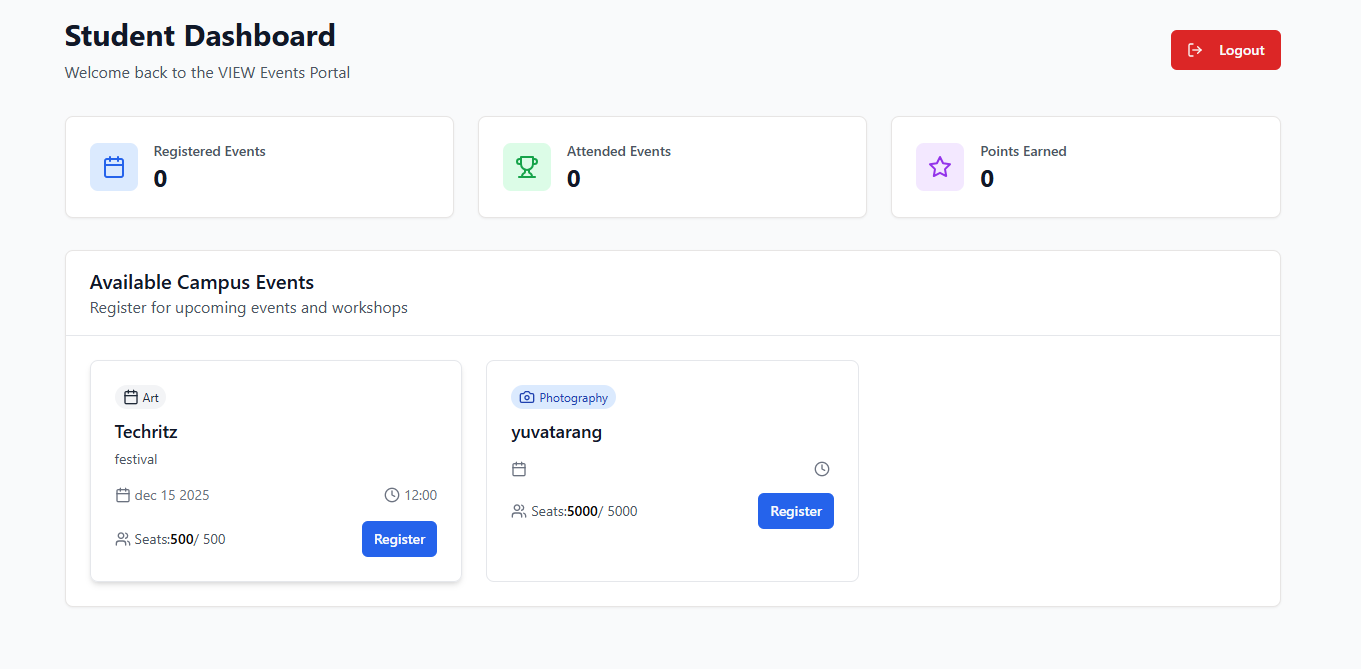 Student Dashboard
Welcome back to the VIEW Events Portal
Logout
Registered Events
0
Attended Events
0
Points Earned
0
Available Campus Events
Register for upcoming events and workshops
Art
Techritz
festival
dec 15 2025
12:00
Seats:500/ 500
Register
Photography
yuvatarang
Seats:5000/ 5000
Register